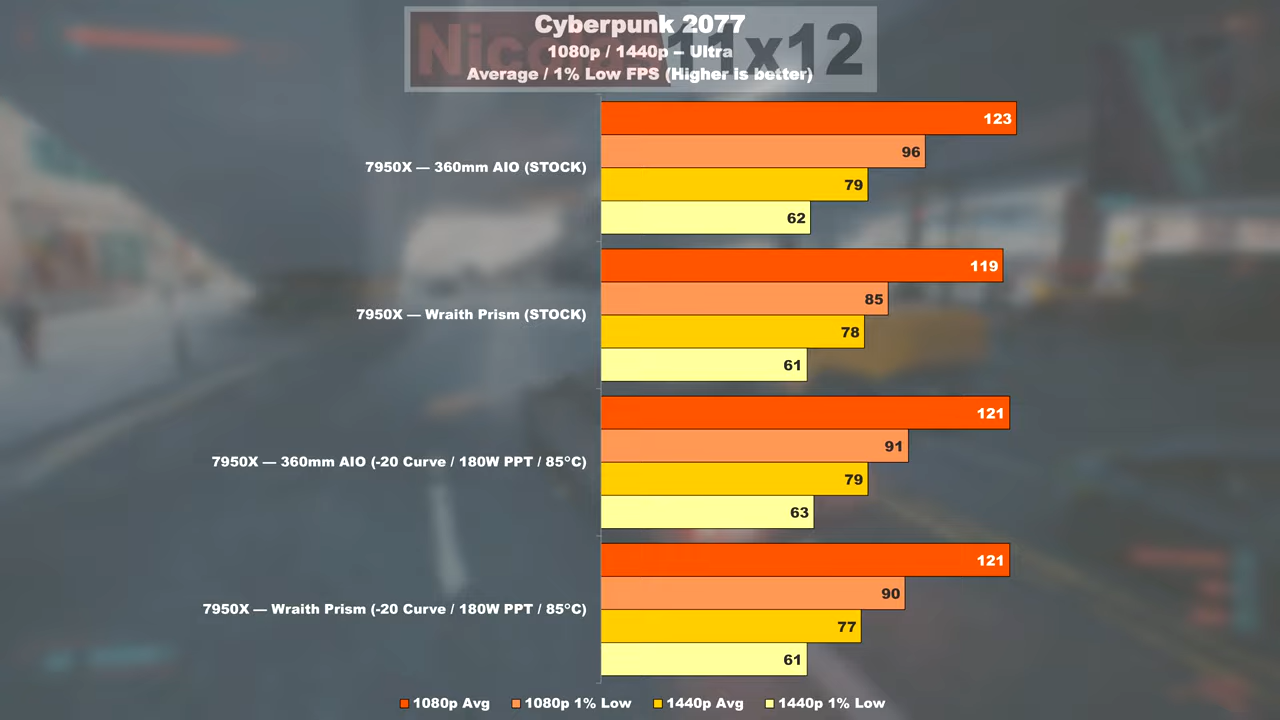 Cyberpunk 2077
1080p / 1440p – Ultra
Average / 1% Low FPS (Higher is better)
11x12
7950X — 360mm AIO (STOCK)
123
96
79
62
7950X — Wraith Prism (STOCK)
119
85
78
61
7950X — 360mm AIO (-20 Curve / 180W PPT / 85°C)
121
91
79
63
7950X — Wraith Prism (-20 Curve / 180W PPT / 85°C)
121
90
77
61
1080p Avg
1080p 1% Low
1440p Avg
1440p 1% Low